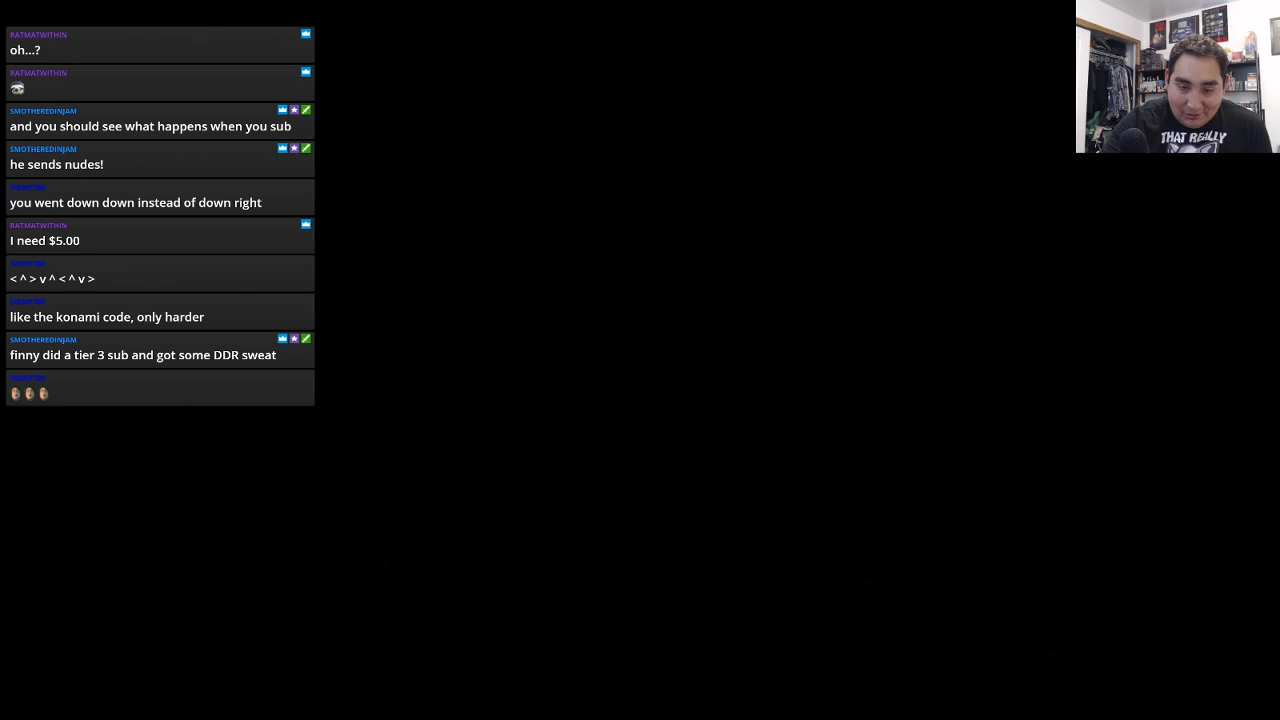 RATMATWITHIN
oh...?
RATMATWITHIN
SMOTHEREDINJAM
and you should see what happens when you sub
SMOTHEREDINJAM
he sends nudes!
you went down down instead of down right
RATMATWITHIN
I need $5.00
< ^ > v ^ < ^ v >
like the konami code, only harder
SMOTHEREDINJAM
finny did a tier 3 sub and got some DDR sweat
THAT REALLY